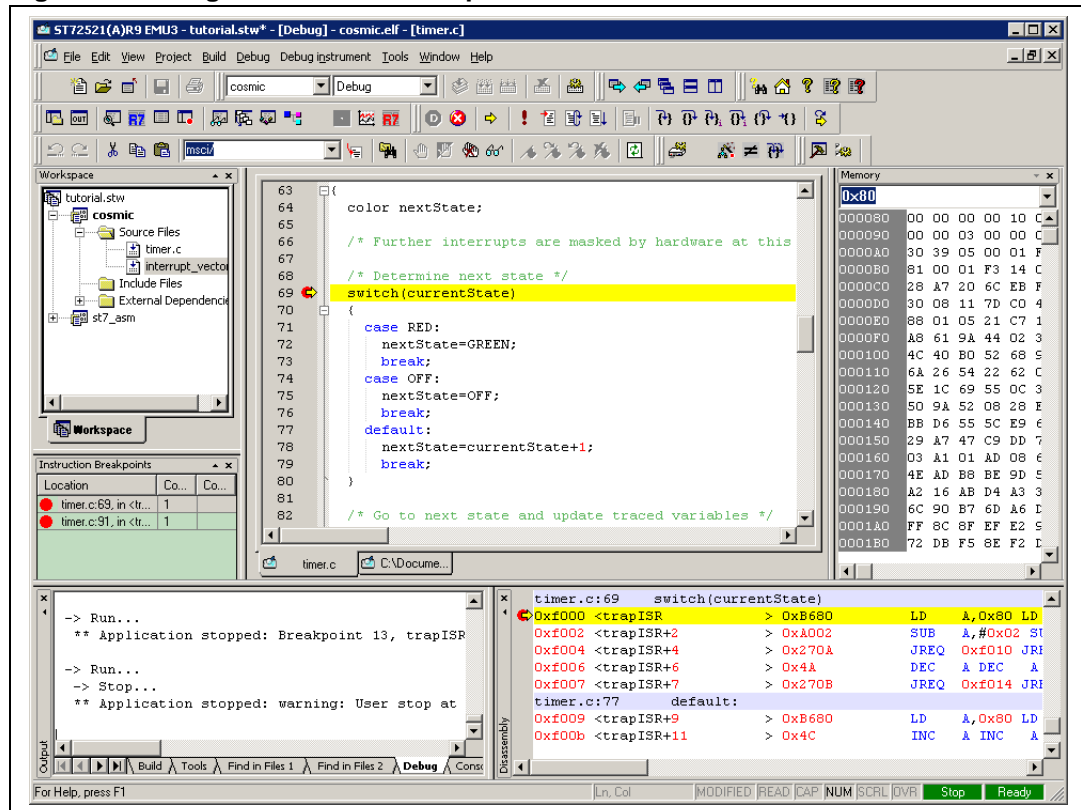 ST72521(A)R9 EMU3 - tutorial.stw* - [Debug] - cosmic.elf - [timer.c]
File Edit View Project Build Debug Debug instrument Tools Window Help
cosmic Debug
msci/
Workspace
tutorial.stw
cosmic
Source Files
timer.c
interrupt_vector
Include Files
External Dependencie
st7_asm
Workspace
Instruction Breakpoints
Location Co... Co...
timer.c:69, in <tr... 1
timer.c:91, in <tr... 1
63 {
64 color nextState;
65
66 /* Further interrupts are masked by hardware at this
67
68 /* Determine next state */
69 switch(currentState)
70 {
71 case RED:
72 nextState=GREEN;
73 break;
74 case OFF:
75 nextState=OFF;
76 break;
77 default:
78 nextState=currentState+1;
79 break;
80 }
81
82 /* Go to next state and update traced variables */
timer.c C:\Docume...
Memory
0x80
000080 00 00 00 00 10
000090 00 00 03 00 00
0000A0 30 39 05 00 01
0000B0 81 00 01 F3 14
0000C0 28 A7 20 6C EB
0000D0 30 08 11 7D C0
0000E0 88 01 05 21 C7
0000F0 A8 61 9A 44 02
000100 4C 40 B0 52 68
000110 6A 26 54 22 62
000120 5E 1C 69 55 0C
000130 50 9A 52 08 28
000140 BB D6 55 5C E9
000150 29 A7 47 C9 DD
000160 03 A1 01 AD 08
000170 4E AD B8 BE 9D
000180 A2 16 AB D4 A3
000190 6C 90 B7 6D A6
0001A0 FF 8C 8F EF E2
0001B0 72 DB F5 8E F2
-> Run...
** Application stopped: Breakpoint 13, trapISR
-> Run...
-> Stop...
** Application stopped: warning: User stop at
Output
Build Tools Find in Files 1 Find in Files 2 Debug Conso
Disassembly
timer.c:69 switch(currentState)
0xf000 <trapISR > 0xB680 LD A,0x80 LD
0xf002 <trapISR+2 > 0xA002 SUB A,#0x02 SU
0xf004 <trapISR+4 > 0x270A JREQ 0xf010 JRE
0xf006 <trapISR+6 > 0x4A DEC A DEC A
0xf007 <trapISR+7 > 0x270B JREQ 0xf014 JRE
timer.c:77 default:
0xf009 <trapISR+9 > 0xB680 LD A,0x80 LD
0xf00b <trapISR+11 > 0x4C INC A INC A
For Help, press F1 Ln, Col MODIFIED READ CAP NUM SCRL OVR Stop Ready